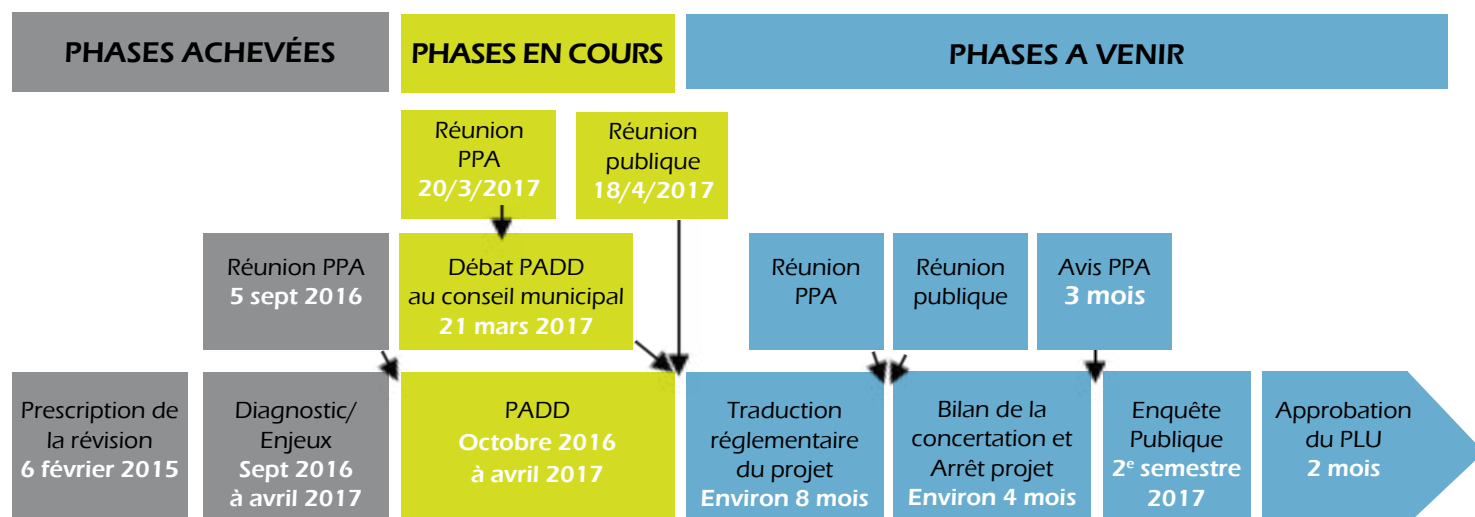 PHASES ACHEVÉES
PHASES EN COURS
PHASES A VENIR
Réunion
PPA
20/3/2017
Réunion
publique
18/4/2017
Réunion PPA
5 sept 2016
Débat PADD
au conseil municipal
21 mars 2017
Réunion
PPA
Réunion
publique
Avis PPA
3 mois
Prescription de
la révision
6 février 2015
Diagnostic/
Enjeux
Sept 2016
à avril 2017
PADD
Octobre 2016
à avril 2017
Traduction
réglementaire
du projet
Environ 8 mois
Bilan de la
concertation et
Arrêt projet
Environ 4 mois
Enquête
Publique
2e semestre
2017
Approbation
du PLU
2 mois